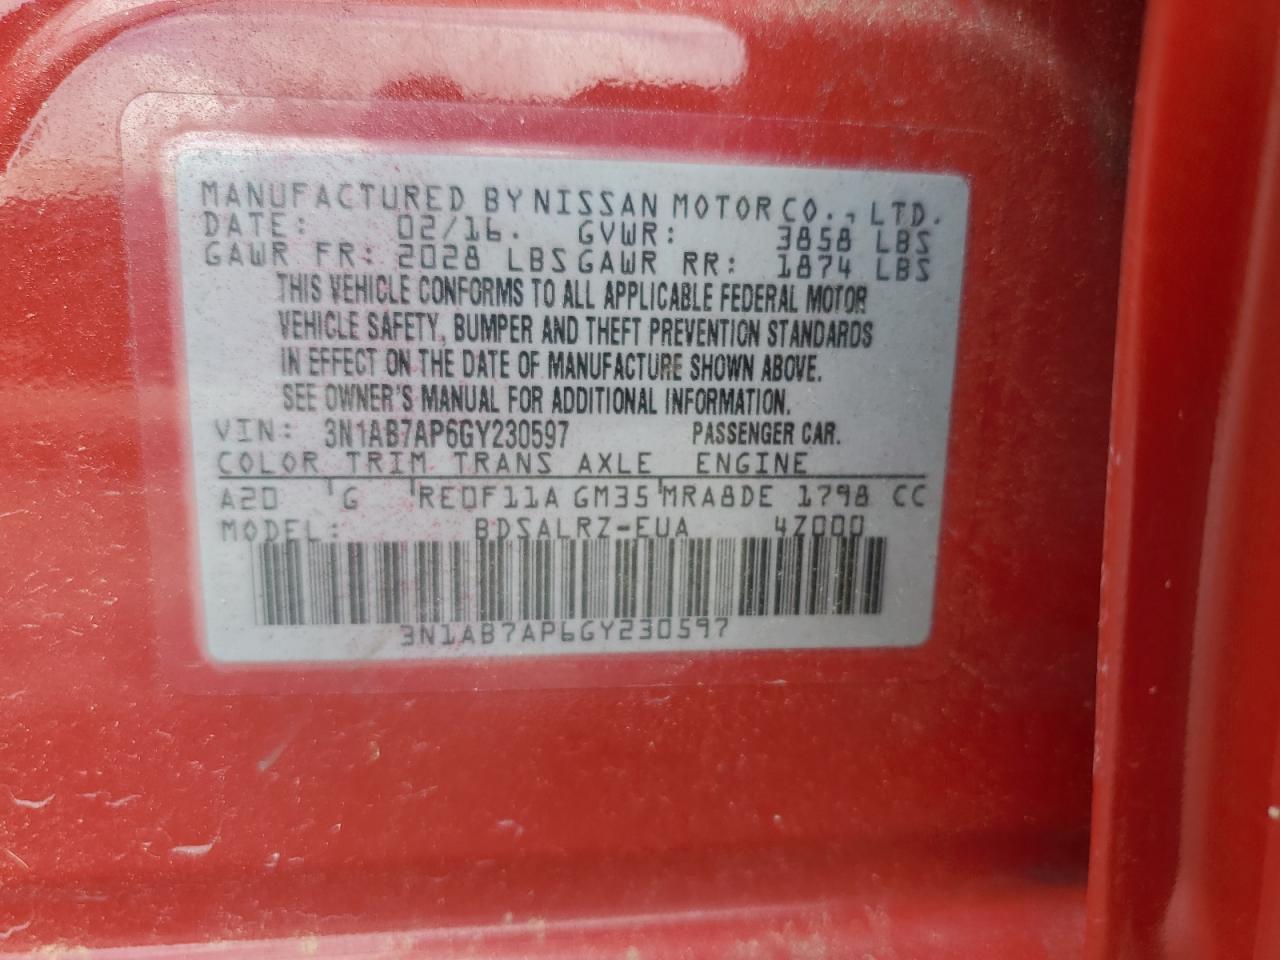 MANUFACTURED BY NISSAN MOTOR CO., LTD.
DATE: 02/16. GVWR: 3858 LBS
GAWR FR: 2028 LBS GAWR RR: 1874 LBS
THIS VEHICLE CONFORMS TO ALL APPLICABLE FEDERAL MOTOR
VEHICLE SAFETY, BUMPER AND THEFT PREVENTION STANDARDS
IN EFFECT ON THE DATE OF MANUFACTURE SHOWN ABOVE.
SEE OWNER'S MANUAL FOR ADDITIONAL INFORMATION.
VIN: 3N1AB7AP6GY230597 PASSENGER CAR.
COLOR TRIM TRANS AXLE ENGINE
A20 G RE0F11A GM35 MRA8DE 1798 CC
MODEL: BDSALRZ-EUA 4Z000
3N1AB7AP6GY230597